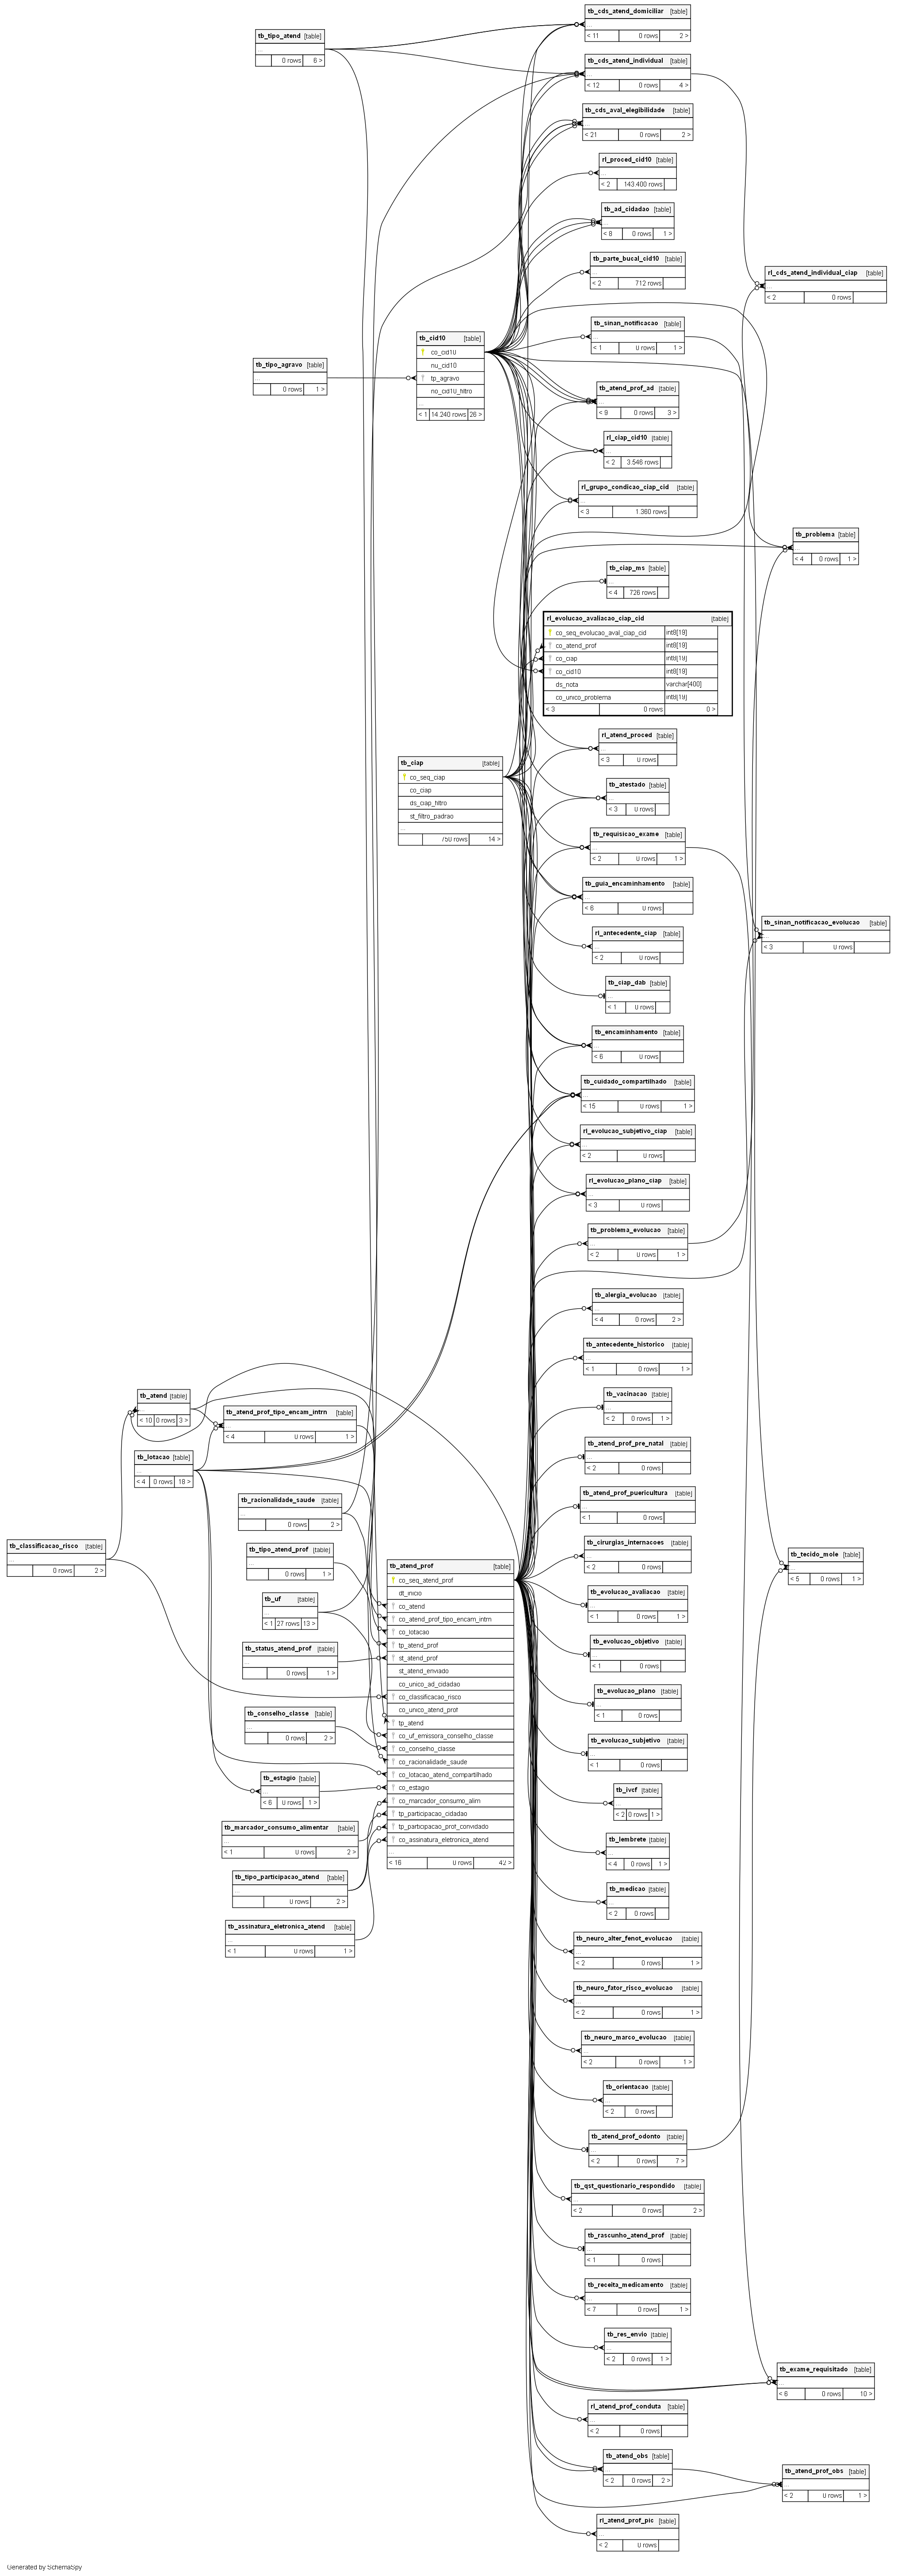 tb_cds_atend_domiciliar [table]
...
< 11 0 rows 2 >
tb_tipo_atend [table]
...
0 rows 6 >
tb_cds_atend_individual [table]
...
< 12 0 rows 4 >
tb_cds_aval_elegibilidade [table]
...
< 21 0 rows 2 >
rl_proced_cid10 [table]
...
< 2 143.400 rows
tb_ad_cidadao [table]
...
< 8 0 rows 1 >
tb_parte_bucal_cid10 [table]
...
< 2 712 rows
rl_cds_atend_individual_ciap [table]
...
< 2 0 rows
tb_sinan_notificacao [table]
...
< 1 0 rows 1 >
tb_cid10 [table]
co_cid10
nu_cid10
tp_agravo
no_cid10_filtro
...
< 1 14.240 rows 26 >
tb_tipo_agravo [table]
...
0 rows 1 >
tb_atend_prof_ad [table]
...
< 9 0 rows 3 >
rl_ciap_cid10 [table]
...
< 2 3.546 rows
rl_grupo_condicao_ciap_cid [table]
...
< 3 1.360 rows
tb_problema [table]
...
< 4 0 rows 1 >
tb_ciap_ms [table]
...
< 4 726 rows
rl_evolucao_avaliacao_ciap_cid [table]
co_seq_evolucao_aval_ciap_cid int8[19]
co_atend_prof int8[19]
co_ciap int8[19]
co_cid10 int8[19]
ds_nota varchar[400]
co_unico_problema int8[19]
< 3 0 rows 0 >
rl_atend_proced [table]
...
< 3 0 rows
tb_ciap [table]
co_seq_ciap
co_ciap
ds_ciap_filtro
st_filtro_padrao
...
750 rows 14 >
tb_atestado [table]
...
< 3 0 rows
tb_requisicao_exame [table]
...
< 2 0 rows 1 >
tb_guia_encaminhamento [table]
...
< 6 0 rows
tb_sinan_notificacao_evolucao [table]
...
< 3 0 rows
rl_antecedente_ciap [table]
...
< 2 0 rows
tb_ciap_dab [table]
...
< 1 0 rows
tb_encaminhamento [table]
...
< 6 0 rows
tb_cuidado_compartilhado [table]
...
< 15 0 rows 1 >
rl_evolucao_subjetivo_ciap [table]
...
< 2 0 rows
rl_evolucao_plano_ciap [table]
...
< 3 0 rows
tb_problema_evolucao [table]
...
< 2 0 rows 1 >
tb_alergia_evolucao [table]
...
< 4 0 rows 2 >
tb_antecedente_historico [table]
...
< 1 0 rows 1 >
tb_atend [table]
...
< 10 0 rows 3 >
tb_vacinacao [table]
...
< 2 0 rows 1 >
tb_atend_prof_tipo_encam_intrn [table]
...
< 4 0 rows 1 >
tb_atend_prof_pre_natal [table]
...
< 2 0 rows
tb_lotacao [table]
...
< 4 0 rows 18 >
tb_atend_prof_puericultura [table]
...
< 1 0 rows
tb_racionalidade_saude [table]
...
0 rows 2 >
tb_classificacao_risco [table]
...
0 rows 2 >
tb_cirurgias_internacoes [table]
...
< 2 0 rows
tb_tipo_atend_prof [table]
...
0 rows 1 >
tb_tecido_mole [table]
...
< 5 0 rows 1 >
tb_atend_prof [table]
co_seq_atend_prof
dt_inicio
co_atend
co_atend_prof_tipo_encam_intrn
co_lotacao
tp_atend_prof
st_atend_prof
st_atend_enviado
co_unico_ad_cidadao
co_classificacao_risco
co_unico_atend_prof
tp_atend
co_uf_emissora_conselho_classe
co_conselho_classe
co_racionalidade_saude
co_lotacao_atend_compartilhado
co_estagio
co_marcador_consumo_alim
tp_participacao_cidadao
tp_participacao_prof_convidado
co_assinatura_eletronica_atend
...
< 16 0 rows 42 >
tb_evolucao_avaliacao [table]
...
< 1 0 rows 1 >
tb_uf [table]
...
< 1 27 rows 13 >
tb_evolucao_objetivo [table]
...
< 1 0 rows
tb_status_atend_prof [table]
...
0 rows 1 >
tb_evolucao_plano [table]
...
< 1 0 rows
tb_conselho_classe [table]
...
0 rows 2 >
tb_evolucao_subjetivo [table]
...
< 1 0 rows
tb_estagio [table]
...
< 6 0 rows 1 >
tb_ivcf [table]
...
< 2 0 rows 1 >
tb_marcador_consumo_alimentar [table]
...
< 1 0 rows 2 >
tb_lembrete [table]
...
< 4 0 rows 1 >
tb_tipo_participacao_atend [table]
...
0 rows 2 >
tb_medicao [table]
...
< 2 0 rows
tb_assinatura_eletronica_atend [table]
...
< 1 0 rows 1 >
tb_neuro_alter_fenot_evolucao [table]
...
< 2 0 rows 1 >
tb_neuro_fator_risco_evolucao [table]
...
< 2 0 rows 1 >
tb_neuro_marco_evolucao [table]
...
< 2 0 rows 1 >
tb_orientacao [table]
...
< 2 0 rows
tb_atend_prof_odonto [table]
...
< 2 0 rows 7 >
tb_qst_questionario_respondido [table]
...
< 2 0 rows 2 >
tb_rascunho_atend_prof [table]
...
< 1 0 rows
tb_receita_medicamento [table]
...
< 7 0 rows 1 >
tb_res_envio [table]
...
< 2 0 rows 1 >
tb_exame_requisitado [table]
...
< 6 0 rows 10 >
rl_atend_prof_conduta [table]
...
< 2 0 rows
tb_atend_obs [table]
...
< 2 0 rows 2 >
tb_atend_prof_obs [table]
...
< 2 0 rows 1 >
rl_atend_prof_pic [table]
...
< 2 0 rows
Generated by SchemaSpy